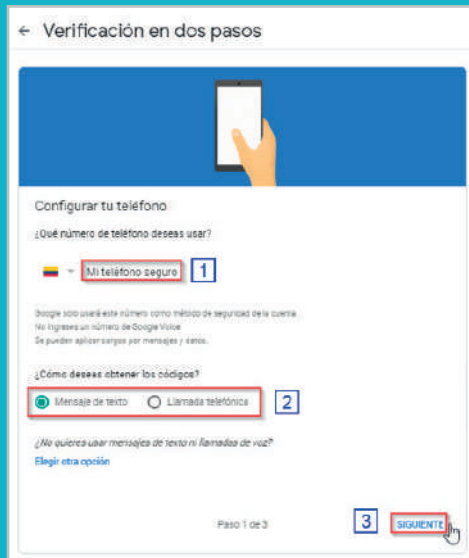 ← Verificación en dos pasos
Configurar tu teléfono
¿Qué número de teléfono deseas usar?
Mi teléfono seguro 1
Google solo usará este número como método de seguridad de la cuenta.
No ingreses un número de Google Voice
Se pueden aplicar cargos por mensajes y datos.
¿Cómo deseas obtener los códigos?
Mensaje de texto Llamada telefónica 2
¿No quieres usar mensajes de texto ni llamadas de voz?
Elegir otra opción
Paso 1 de 3 3 SIGUIENTE